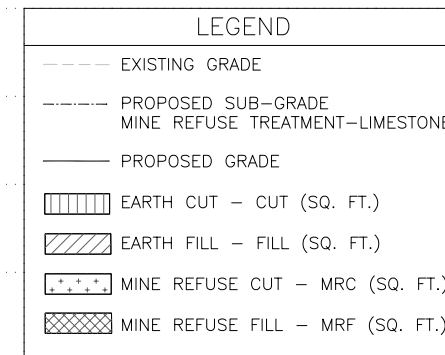 LEGEND
EXISTING GRADE
PROPOSED SUB-GRADE
MINE REFUSE TREATMENT-LIMESTONE
PROPOSED GRADE
EARTH CUT - CUT (SQ. FT.)
EARTH FILL - FILL (SQ. FT.)
MINE REFUSE CUT - MRC (SQ. FT.)
MINE REFUSE FILL - MRF (SQ. FT.)